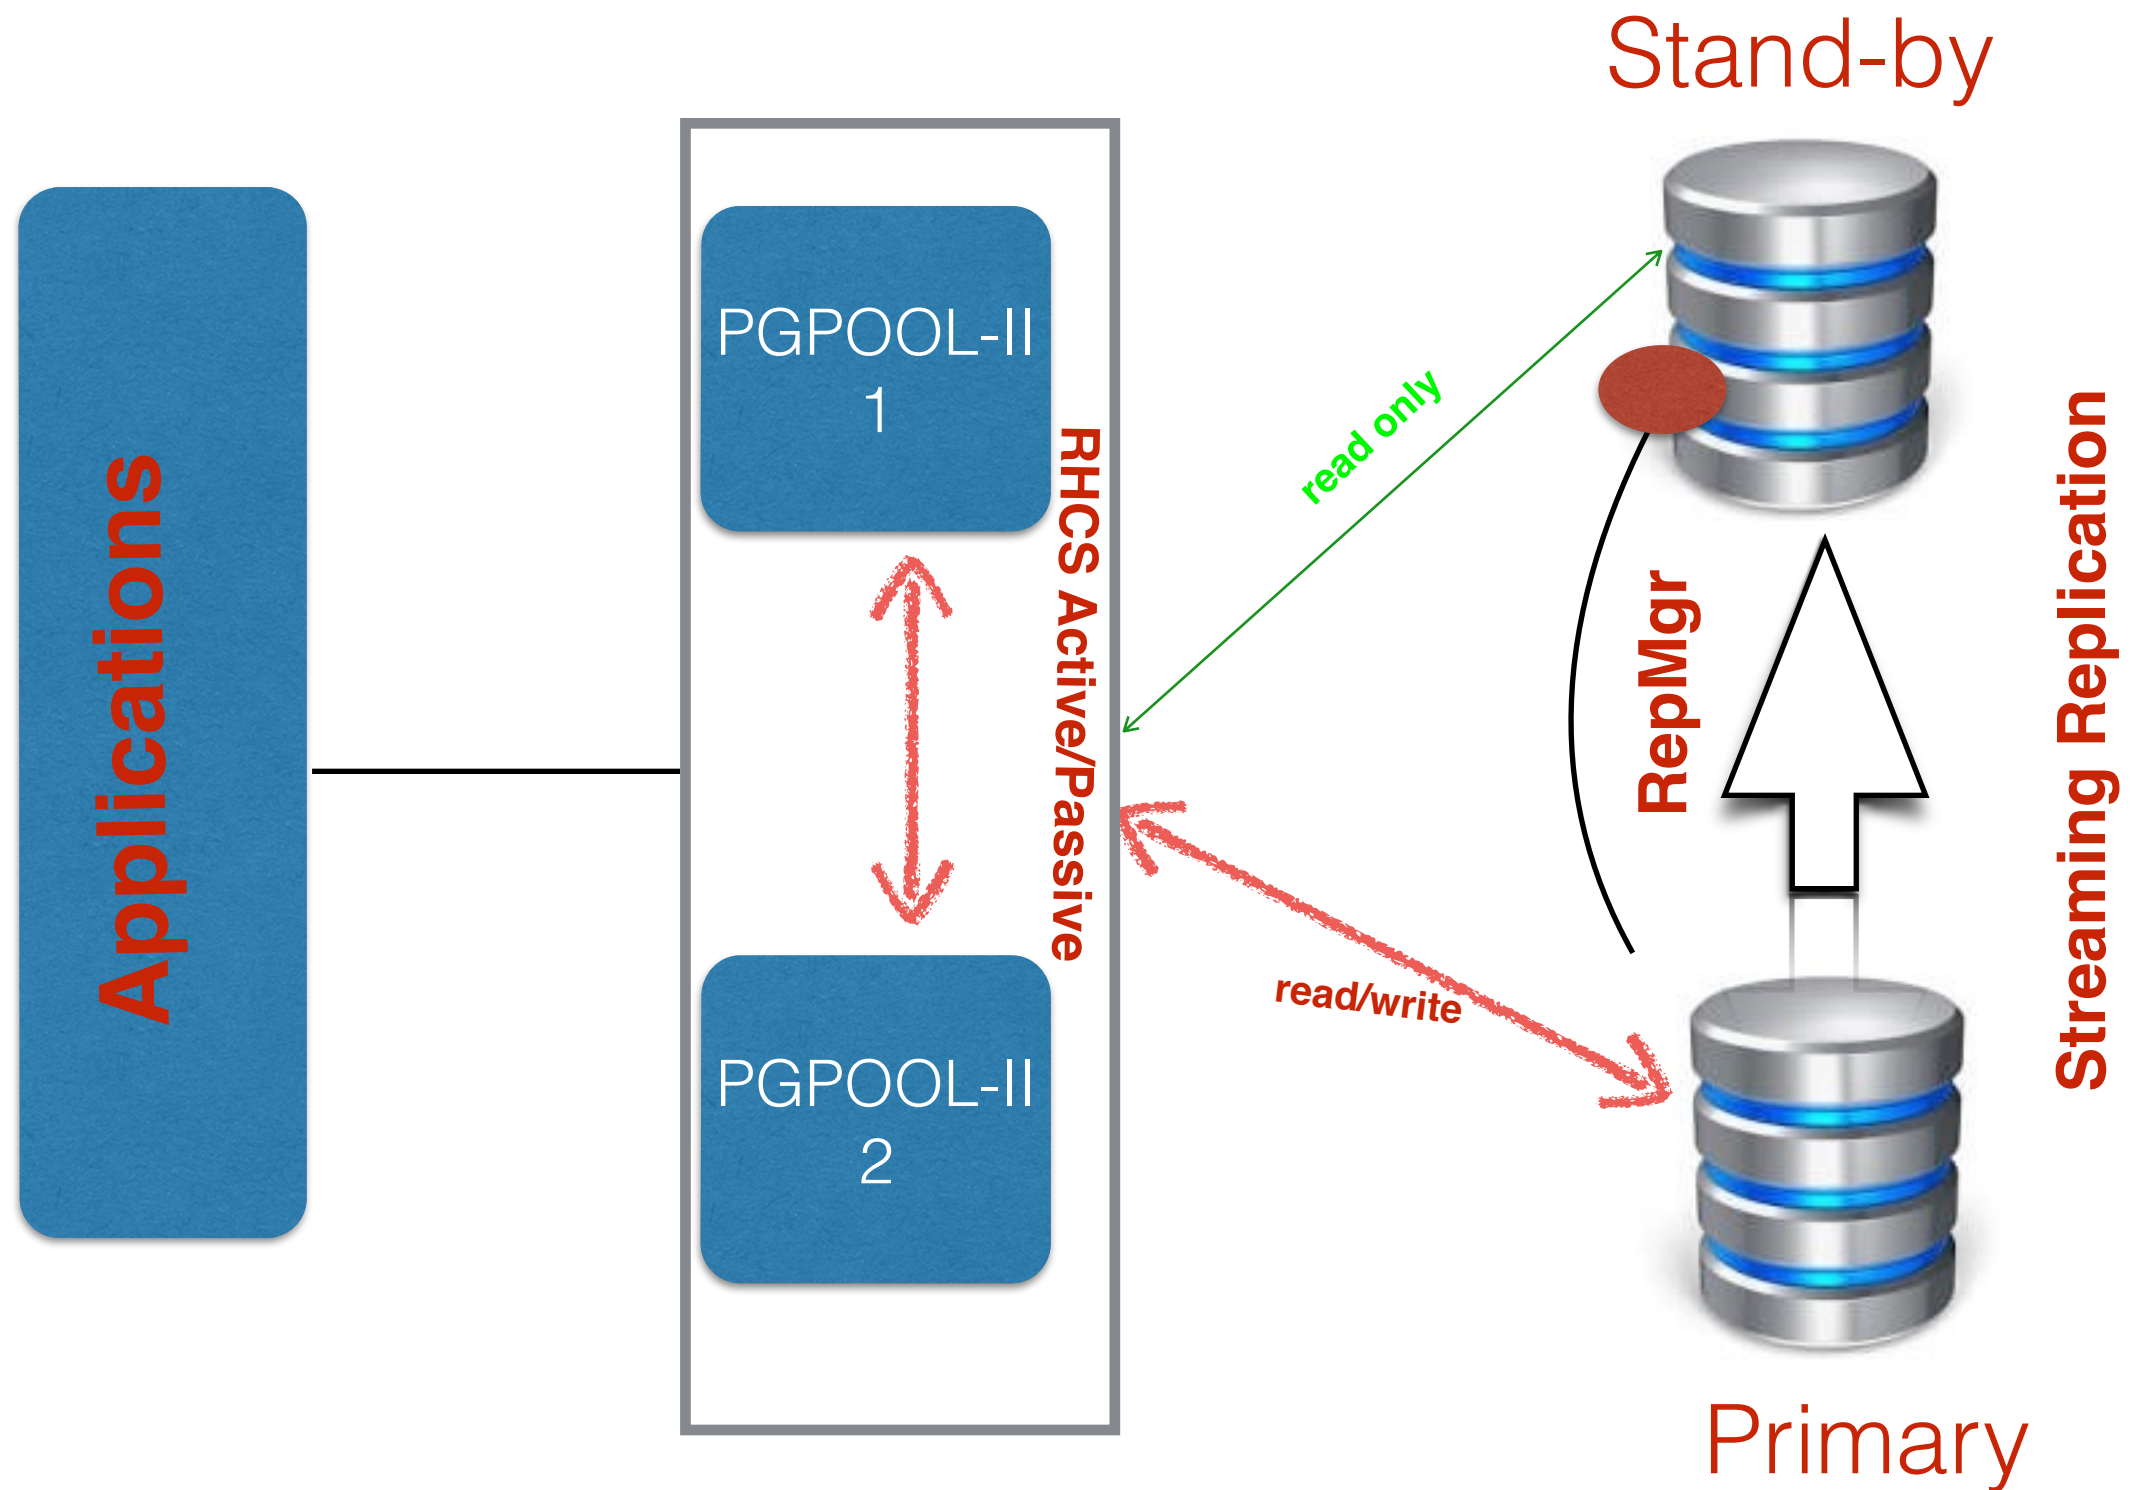 Stand-by
Applications
PGPOOL-II
1
RHCS Active/Passive
PGPOOL-II
2
read only
read/write
RepMgr
Streaming Replication
Primary